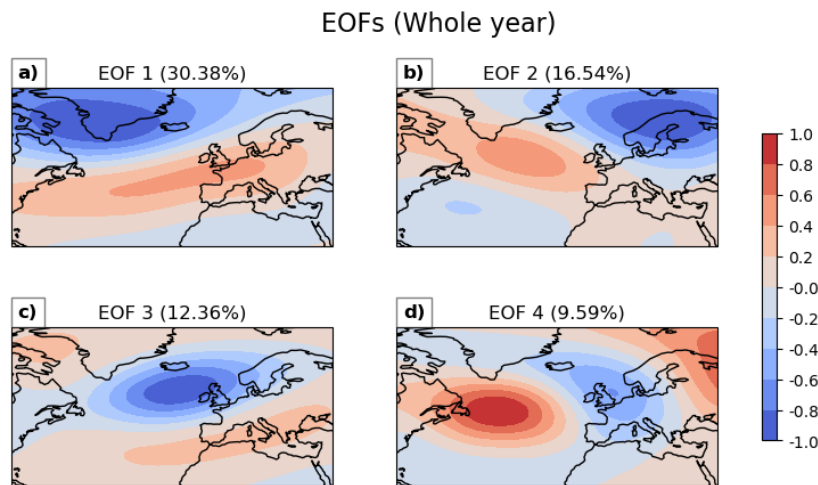 EOFs (Whole year)
a) EOF 1 (30.38%)
b) EOF 2 (16.54%)
c) EOF 3 (12.36%)
d) EOF 4 (9.59%)
1.0
0.8
0.6
0.4
0.2
-0.0
-0.2
-0.4
-0.6
-0.8
-1.0